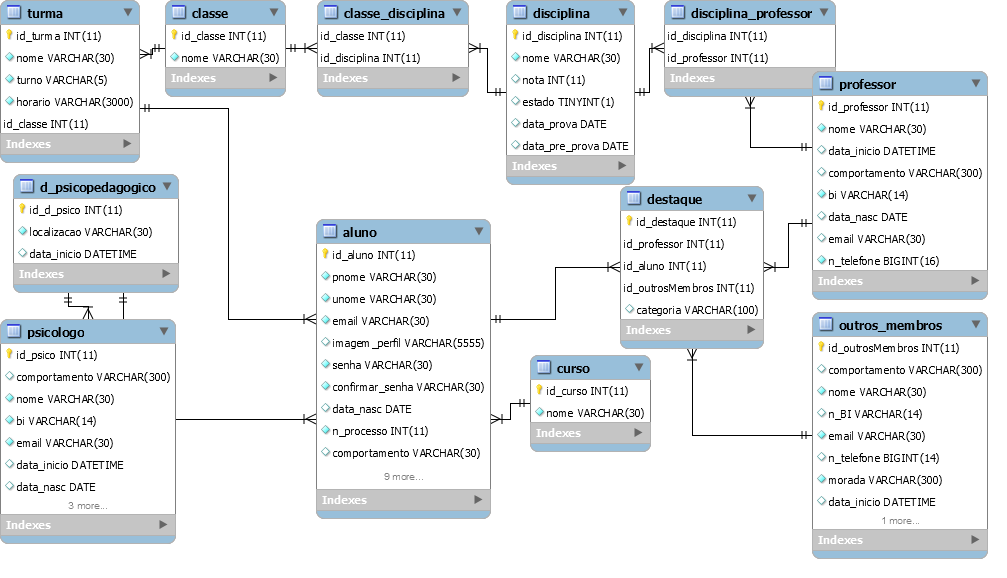 turma
id_turma INT(11)
nome VARCHAR(30)
turno VARCHAR(5)
horario VARCHAR(3000)
id_classe INT(11)
Indexes
classe
id_classe INT(11)
nome VARCHAR(30)
Indexes
classe_disciplina
id_classe INT(11)
id_disciplina INT(11)
Indexes
disciplina
id_disciplina INT(11)
nome VARCHAR(30)
nota INT(11)
estado TINYINT(1)
data_prova DATE
data_pre_prova DATE
Indexes
disciplina_professor
id_disciplina INT(11)
id_professor INT(11)
Indexes
professor
id_professor INT(11)
nome VARCHAR(30)
data_inicio DATETIME
comportamento VARCHAR(300)
bi VARCHAR(14)
data_nasc DATE
email VARCHAR(30)
n_telefone BIGINT(16)
Indexes
d_psicopedagogico
id_d_psico INT(11)
localizacao VARCHAR(30)
data_inicio DATETIME
Indexes
psicologo
id_psico INT(11)
comportamento VARCHAR(300)
nome VARCHAR(30)
bi VARCHAR(14)
email VARCHAR(30)
data_inicio DATETIME
data_nasc DATE
3 more...
Indexes
aluno
id_aluno INT(11)
pnome VARCHAR(30)
unome VARCHAR(30)
email VARCHAR(30)
imagem_perfil VARCHAR(5555)
senha VARCHAR(30)
confirmar_senha VARCHAR(30)
data_nasc DATE
n_processo INT(11)
comportamento VARCHAR(30)
9 more...
Indexes
destaque
id_destaque INT(11)
id_professor INT(11)
id_aluno INT(11)
id_outrosMembros INT(11)
categoria VARCHAR(100)
Indexes
curso
id_curso INT(11)
nome VARCHAR(30)
Indexes
outros_membros
id_outrosMembros INT(11)
comportamento VARCHAR(300)
nome VARCHAR(30)
n_BI VARCHAR(14)
email VARCHAR(30)
n_telefone BIGINT(14)
morada VARCHAR(300)
data_inicio DATETIME
1 more...
Indexes